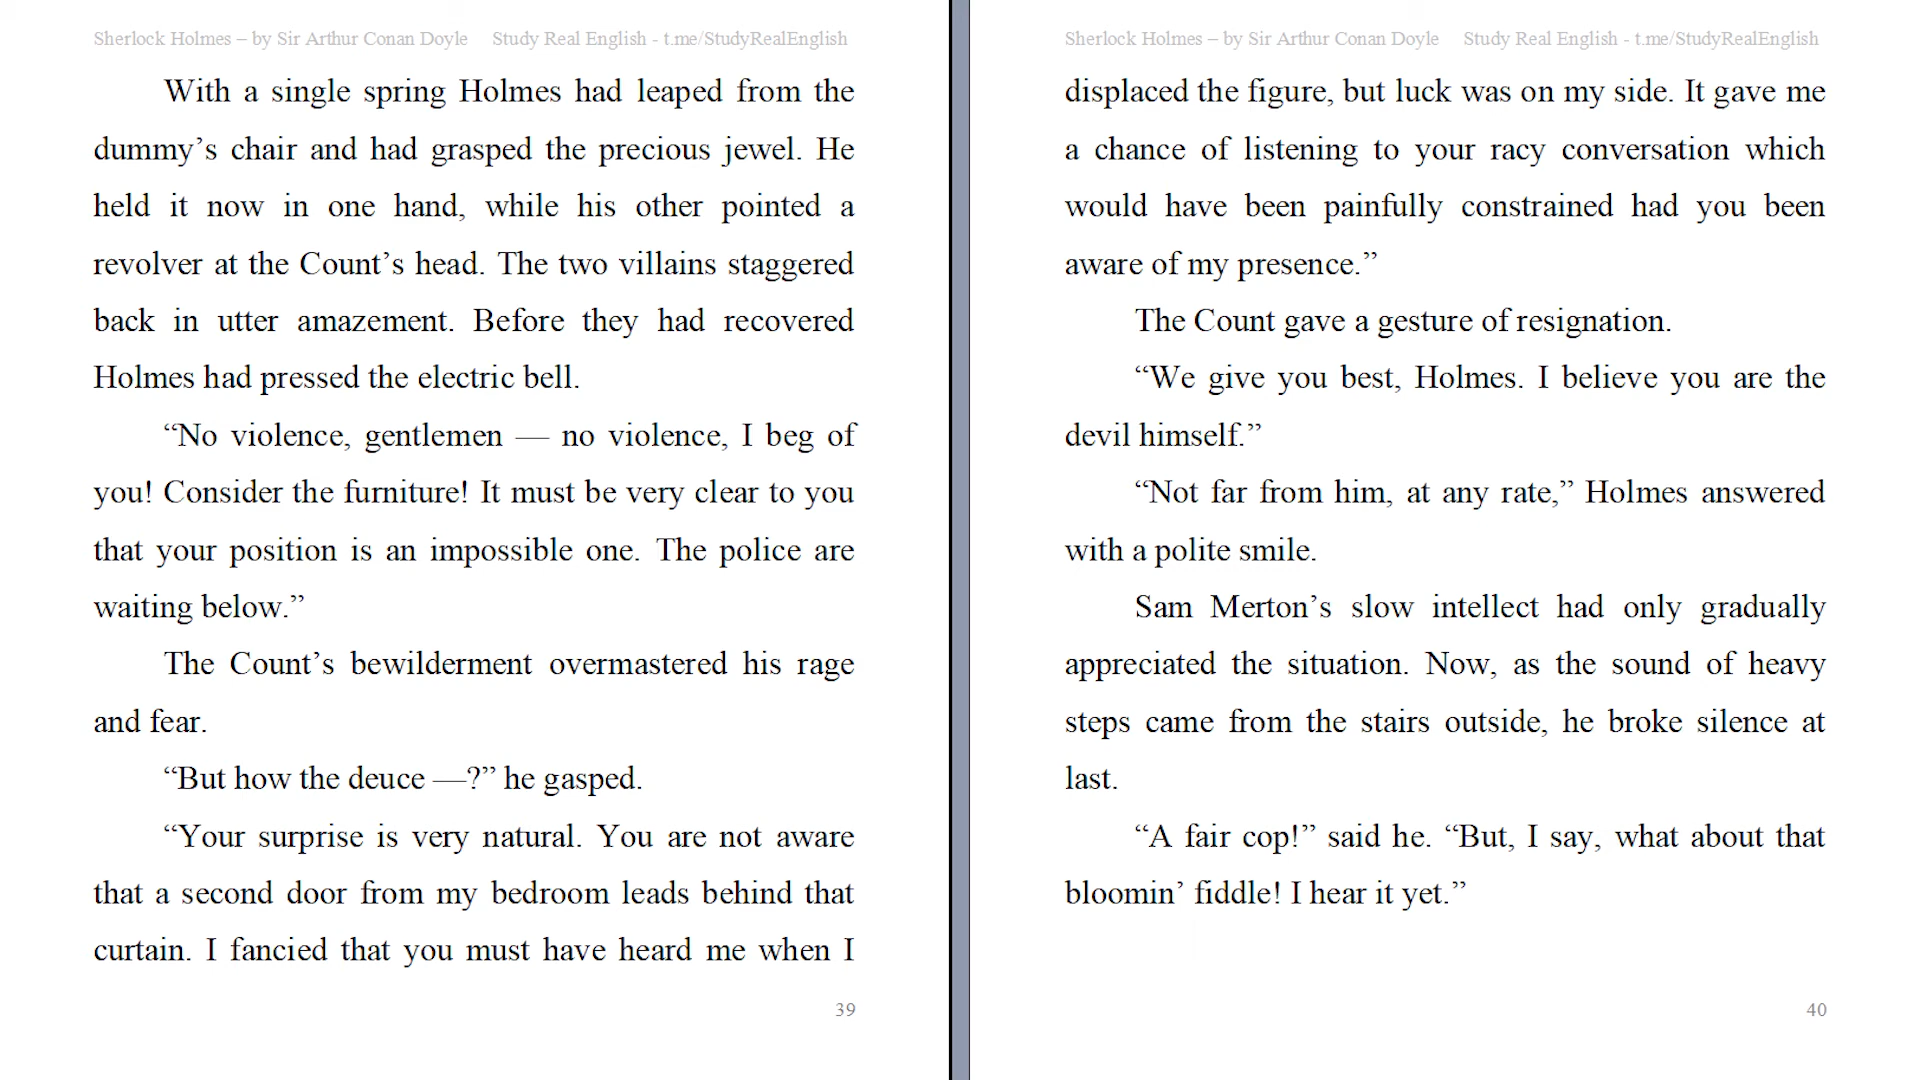 Sherlock Holmes – by Sir Arthur Conan Doyle Study Real English - t.me/StudyRealEnglish
With a single spring Holmes had leaped from the
dummy’s chair and had grasped the precious jewel. He
held it now in one hand, while his other pointed a
revolver at the Count’s head. The two villains staggered
back in utter amazement. Before they had recovered
Holmes had pressed the electric bell.
“No violence, gentlemen — no violence, I beg of
you! Consider the furniture! It must be very clear to you
that your position is an impossible one. The police are
waiting below.”
The Count’s bewilderment overmastered his rage
and fear.
“But how the deuce —?” he gasped.
“Your surprise is very natural. You are not aware
that a second door from my bedroom leads behind that
curtain. I fancied that you must have heard me when I
39
Sherlock Holmes – by Sir Arthur Conan Doyle Study Real English - t.me/StudyRealEnglish
displaced the figure, but luck was on my side. It gave me
a chance of listening to your racy conversation which
would have been painfully constrained had you been
aware of my presence.”
The Count gave a gesture of resignation.
“We give you best, Holmes. I believe you are the
devil himself.”
“Not far from him, at any rate,” Holmes answered
with a polite smile.
Sam Merton’s slow intellect had only gradually
appreciated the situation. Now, as the sound of heavy
steps came from the stairs outside, he broke silence at
last.
“A fair cop!” said he. “But, I say, what about that
bloomin’ fiddle! I hear it yet.”
40